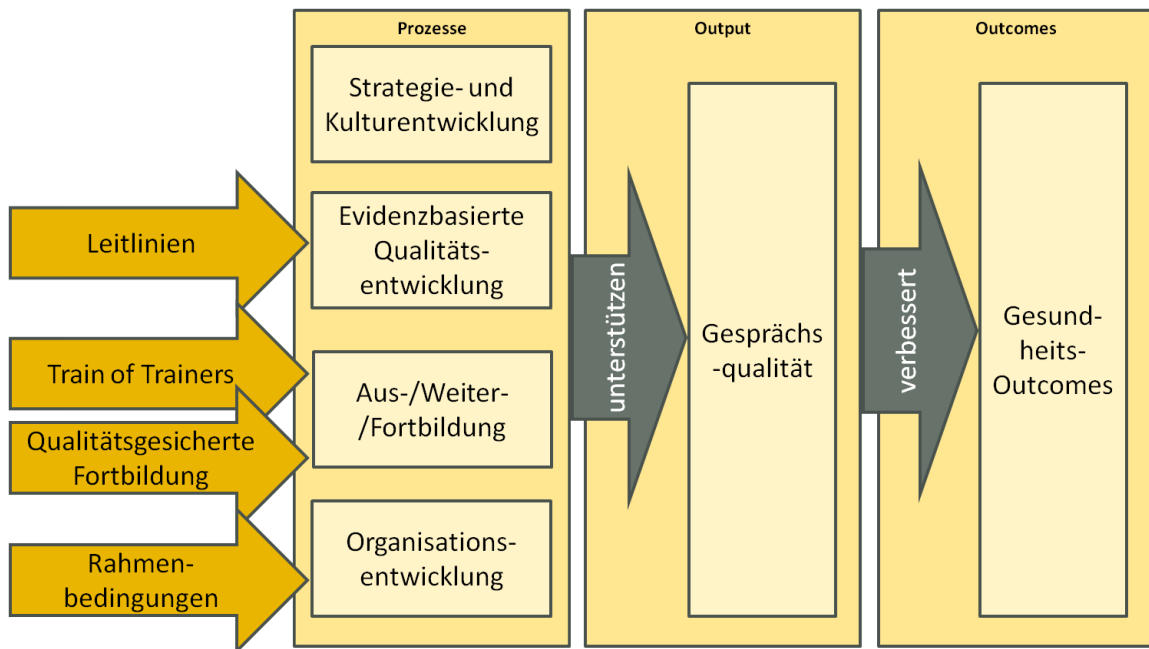 Prozesse
Output
Outcomes
Strategie- und
Kulturentwicklung
Evidenzbasierte
Qualitäts-
entwicklung
Aus-/Weiter-
/Fortbildung
Organisations-
entwicklung
Leitlinien
Train of Trainers
Qualitätsgesicherte
Fortbildung
Rahmen-
bedingungen
unterstützen
Gesprächs
-qualität
verbessert
Gesund-
heits-
Outcomes